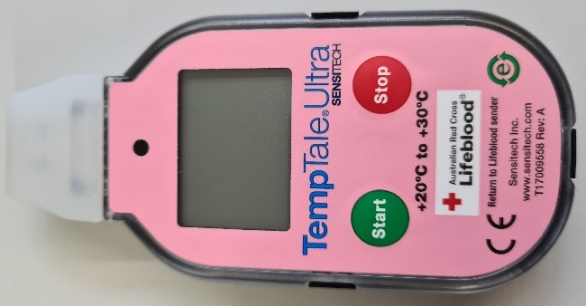 TempTale®Ultra
SENSITECH
Start
Stop
+20°C to +30°C
Australian Red Cross
Lifeblood®
Return to Lifeblood sender
e
Sensitech Inc.
www.sensitech.com
T17009558 Rev: A
CE